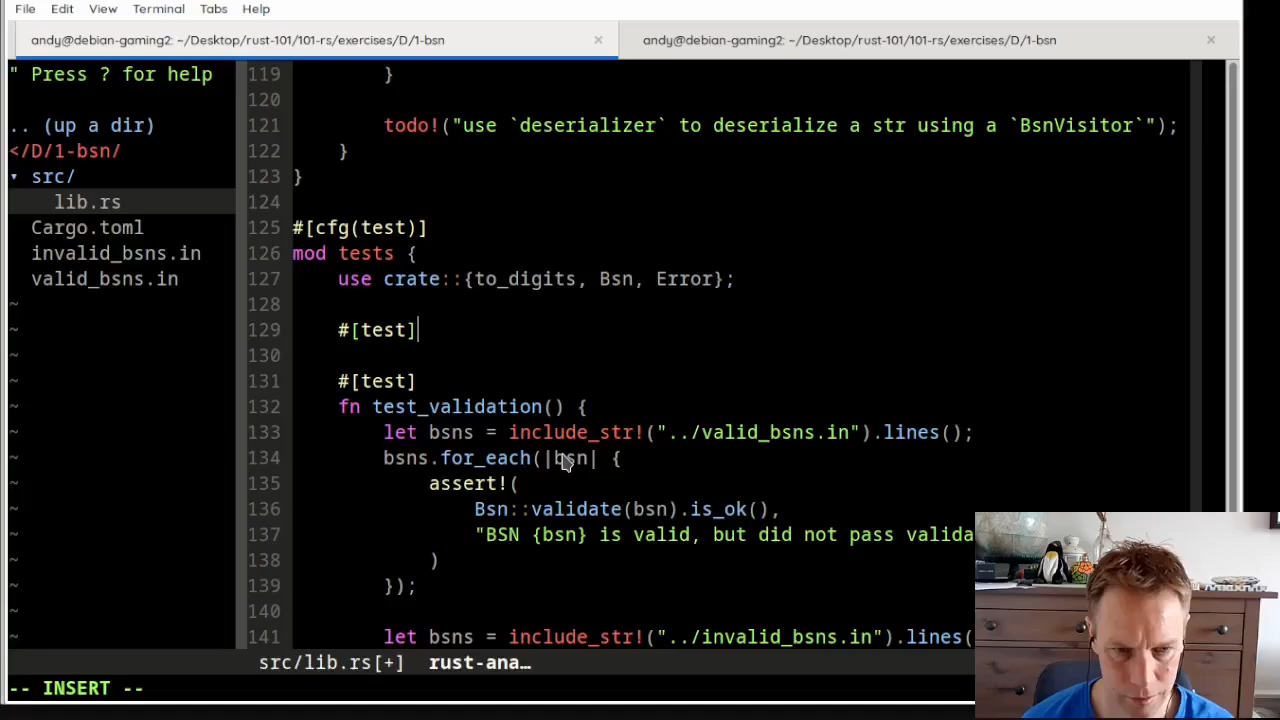 File Edit View Terminal Tabs Help
andy@debian-gaming2: ~/Desktop/rust-101/101-rs/exercises/D/1-bsn × andy@debian-gaming2: ~/Desktop/rust-101/101-rs/exercises/D/1-bsn ×
" Press ? for help
.. (up a dir)
</D/1-bsn/
▾ src/
lib.rs
Cargo.toml
invalid_bsns.in
valid_bsns.in
~
~
~
~
~
~
~
~
~
~
~
~
~
~
119 }
120
121 todo!("use `deserializer` to deserialize a str using a `BsnVisitor`");
122 }
123 }
124
125 #[cfg(test)]
126 mod tests {
127 use crate::{to_digits, Bsn, Error};
128
129 #[test]
130
131 #[test]
132 fn test_validation() {
133 let bsns = include_str!("../valid_bsns.in").lines();
134 bsns.for_each(|bsn| {
135 assert!(
136 Bsn::validate(bsn).is_ok(),
137 "BSN {bsn} is valid, but did not pass valida
138 )
139 });
140
141 let bsns = include_str!("../invalid_bsns.in").lines(
src/lib.rs[+] rust-ana…
-- INSERT --